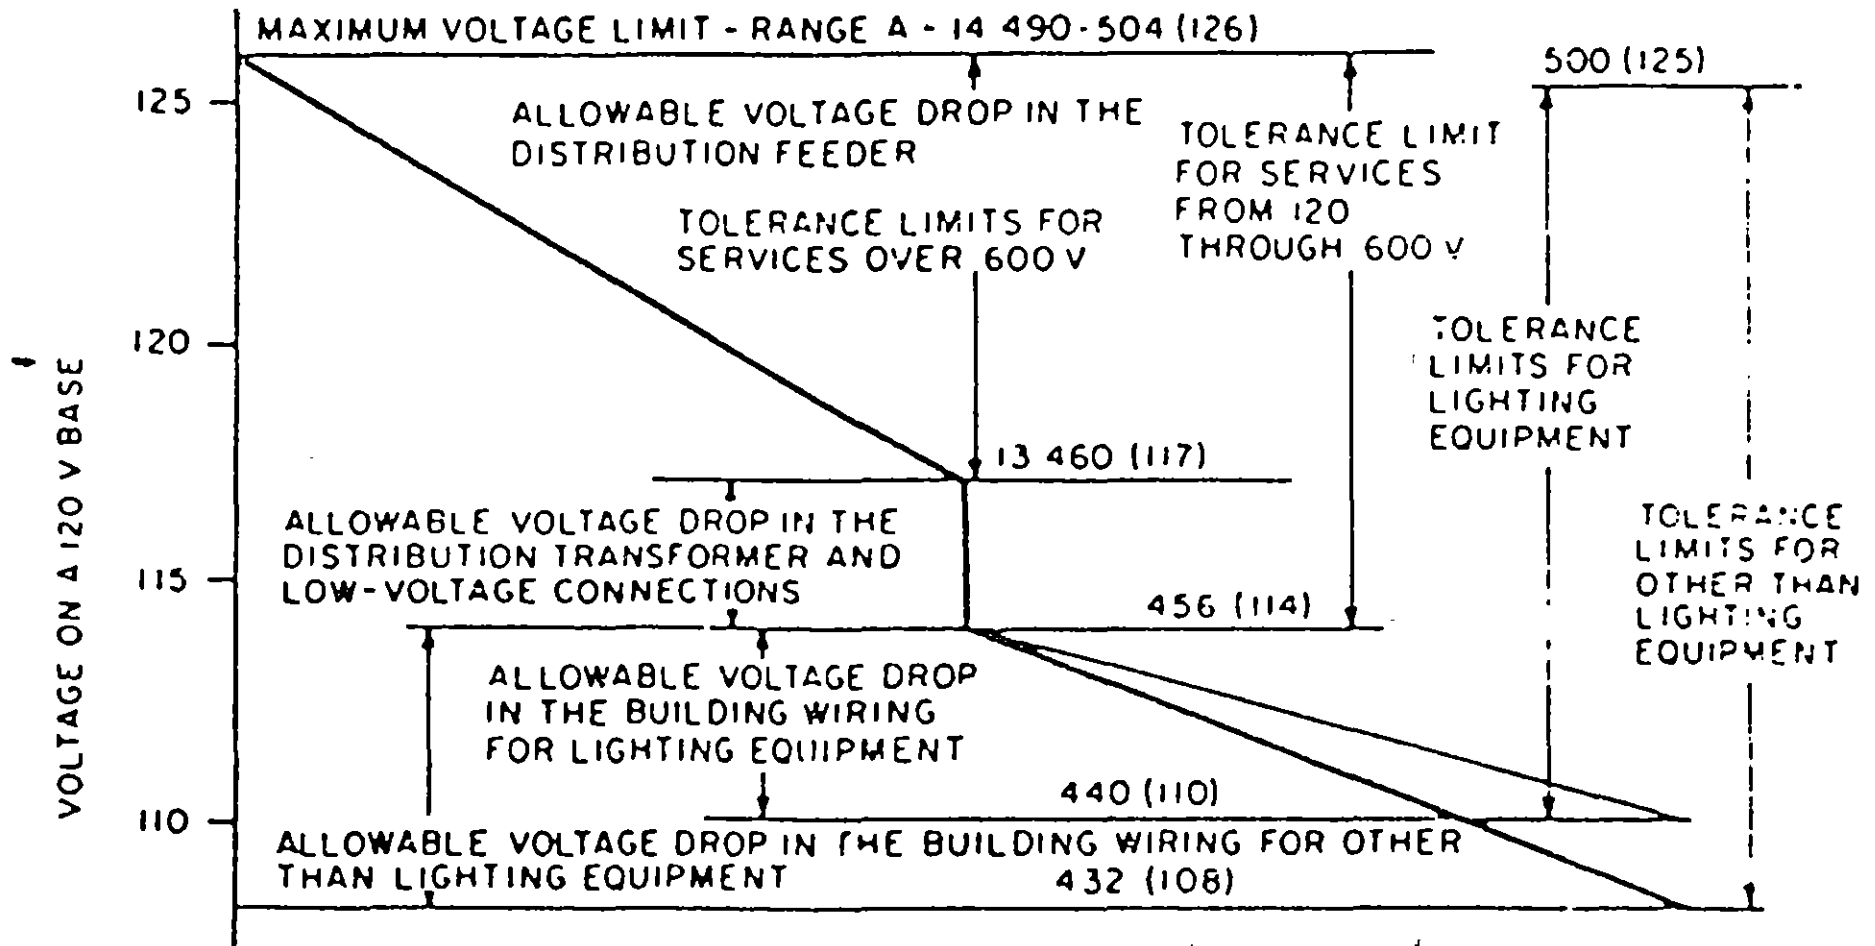 MAXIMUM VOLTAGE LIMIT - RANGE A - 14 490-504 (126)
500 (125)
125
ALLOWABLE VOLTAGE DROP IN THE
DISTRIBUTION FEEDER
TOLERANCE LIMIT
FOR SERVICES
FROM 120
THROUGH 600 V
TOLERANCE LIMITS FOR
SERVICES OVER 600 V
120
TOLERANCE
LIMITS FOR
LIGHTING
EQUIPMENT
VOLTAGE ON A 120 V BASE
13 460 (117)
ALLOWABLE VOLTAGE DROP IN THE
DISTRIBUTION TRANSFORMER AND
LOW-VOLTAGE CONNECTIONS
TOLERANCE
LIMITS FOR
OTHER THAN
LIGHTING
EQUIPMENT
115
456 (114)
ALLOWABLE VOLTAGE DROP
IN THE BUILDING WIRING
FOR LIGHTING EQUIPMENT
440 (110)
110
ALLOWABLE VOLTAGE DROP IN THE BUILDING WIRING FOR OTHER
THAN LIGHTING EQUIPMENT
432 (108)